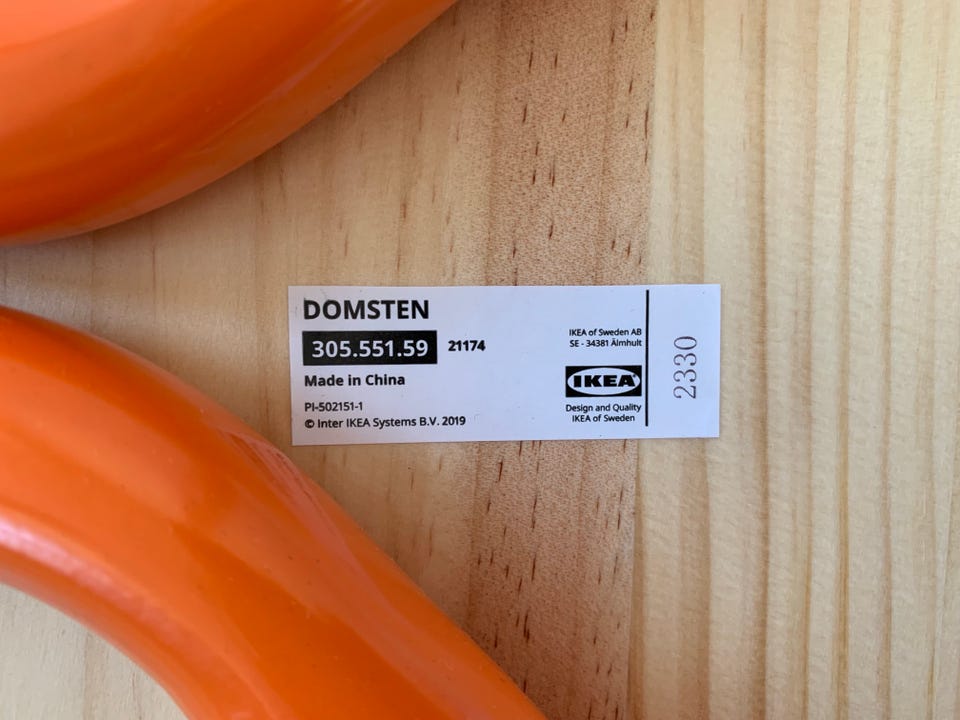 DOMSTEN
305.551.59 21174
Made in China
PI-502151-1
© Inter IKEA Systems B.V. 2019
IKEA of Sweden AB
SE - 34381 Älmhult
IKEA
Design and Quality
IKEA of Sweden
2330